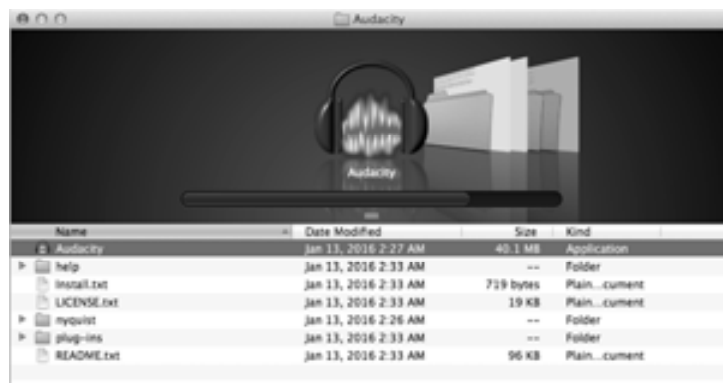 Audacity
Audacity
Name Date Modified Size Kind
Audacity Jan 13, 2016 2:27 AM 40.1 MB Application
help Jan 13, 2016 2:33 AM -- Folder
Install.txt Jan 13, 2016 2:33 AM 719 bytes Plain...cument
LICENSE.txt Jan 13, 2016 2:33 AM 19 KB Plain...cument
nyquist Jan 13, 2016 2:26 AM -- Folder
plug-ins Jan 13, 2016 2:33 AM -- Folder
README.txt Jan 13, 2016 2:33 AM 96 KB Plain...cument